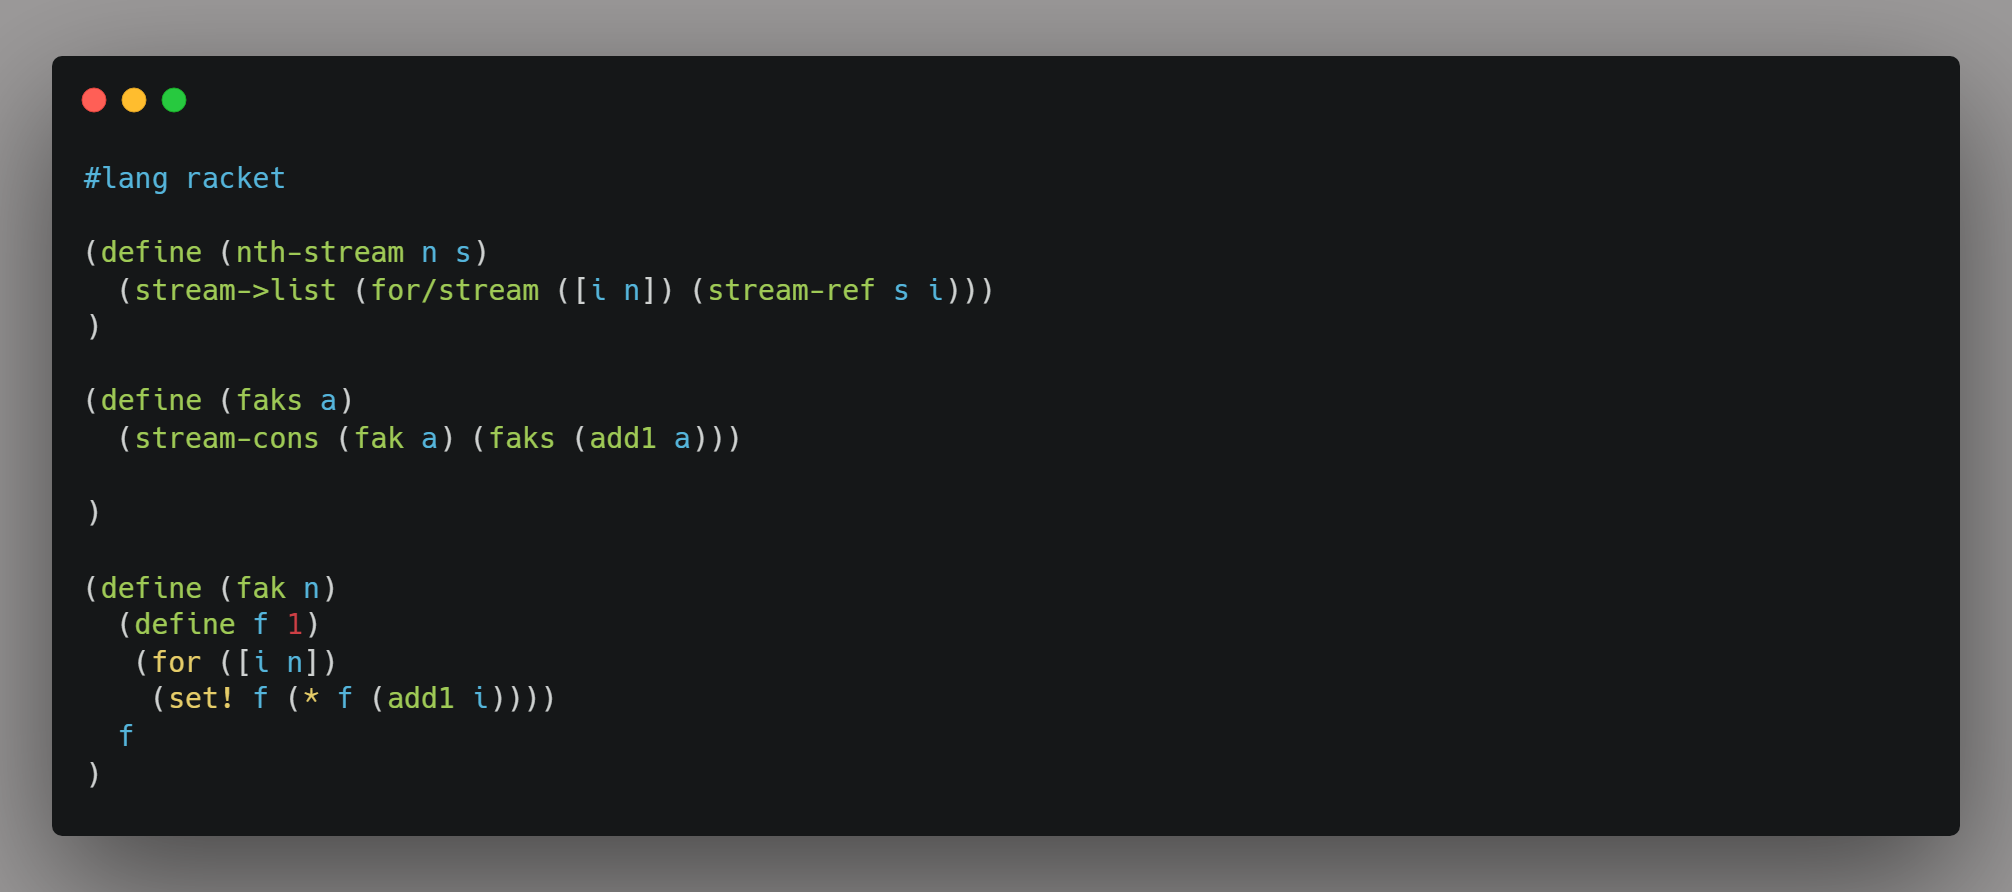 #lang racket
(define (nth-stream n s)
  (stream->list (for/stream ([i n]) (stream-ref s i)))
)
(define (faks a)
  (stream-cons (fak a) (faks (add1 a)))
)
(define (fak n)
  (define f 1)
   (for ([i n])
    (set! f (* f (add1 i))))
  f
)